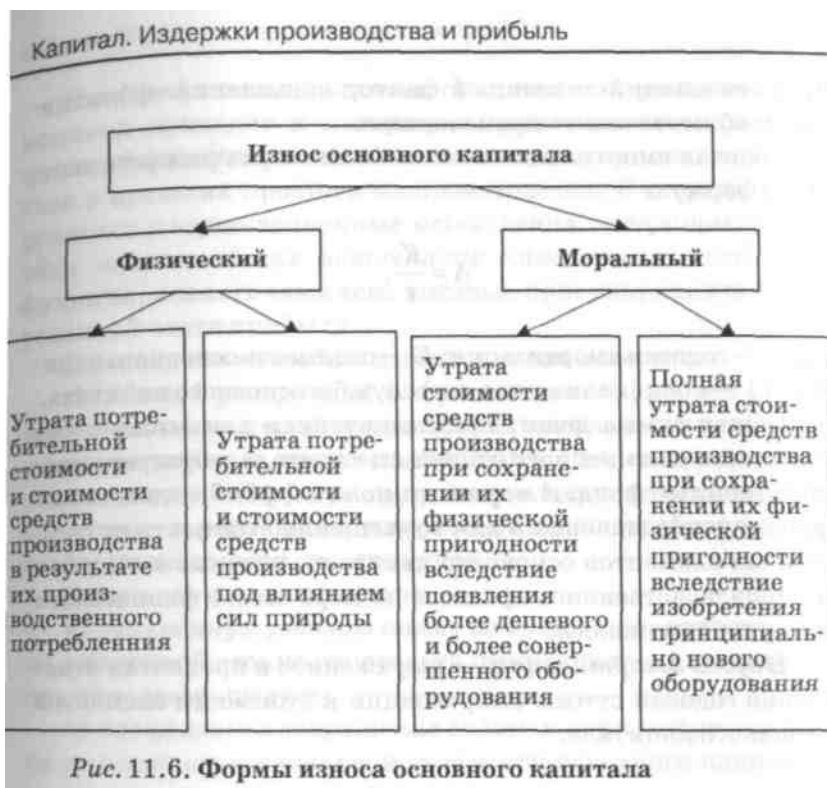 Капитал. Издержки производства и прибыль
Износ основного капитала
Физический
Моральный
Утрата потре-
бительной
стоимости
и стоимости
средств
производства
в результате
их произ-
водственного
потребленния
Утрата потре-
бительной
стоимости
и стоимости
средств
производства
под влиянием
сил природы
Утрата
стоимости
средств
производства
при сохране-
нии их
физической
пригодности
вследствие
появления
более дешевого
и более совер-
шенного обо-
рудования
Полная
утрата стои-
мости средств
производства
при сохра-
нении их фи-
зической
пригодности
вследствие
изобретения
принципиаль-
но нового
оборудования
Рис. 11.6. Формы износа основного капитала